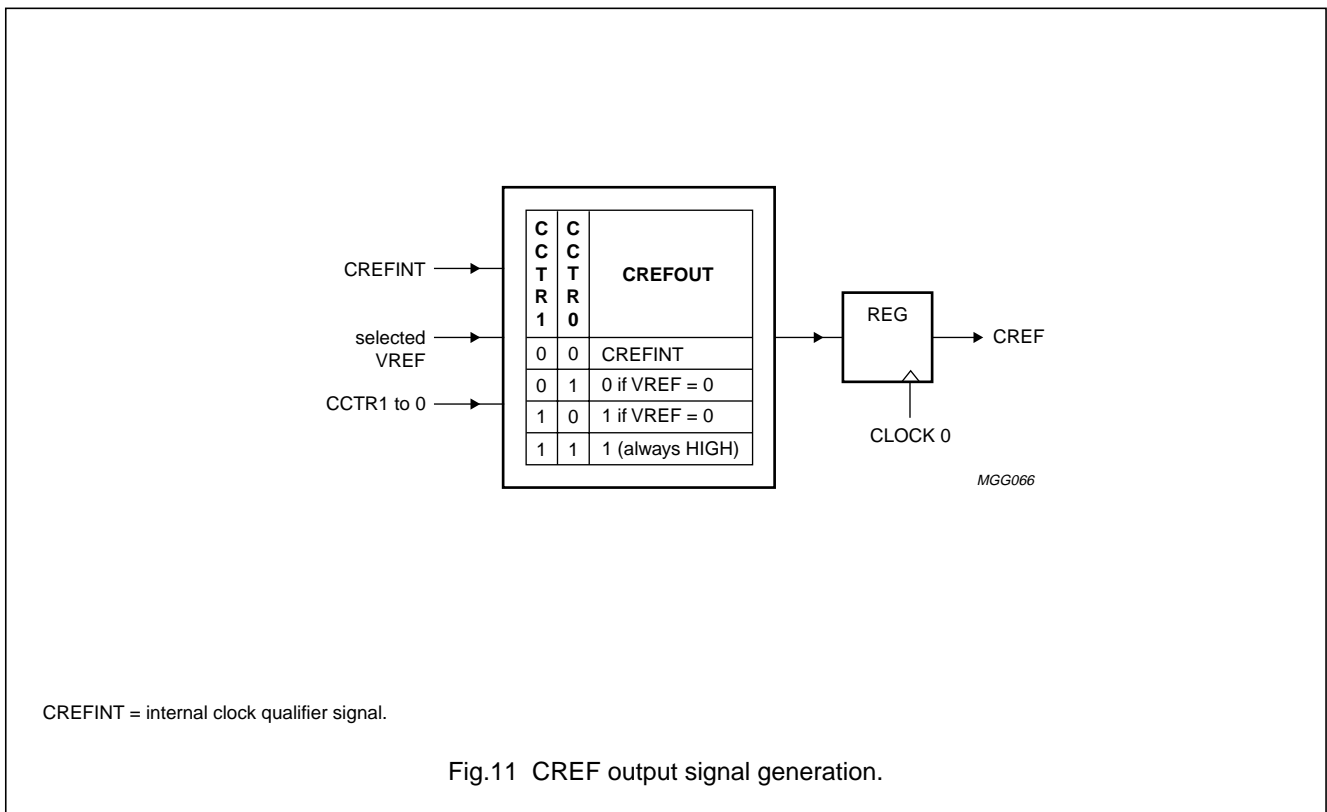 CREFINT
selected
VREF
CCTR1 to 0
CCTR1 CCTR0 CREFOUT
0 0 CREFINT
0 1 0 if VREF = 0
1 0 1 if VREF = 0
1 1 1 (always HIGH)
REG
CREF
CLOCK 0
MGG066
CREFINT = internal clock qualifier signal.
Fig.11 CREF output signal generation.